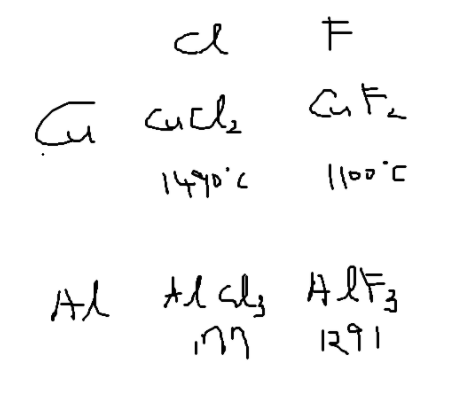 Cl F
Cu CuCl₂ CuF₂
1490°C 1100°C
Al AlCl₃ AlF₃
177 1291